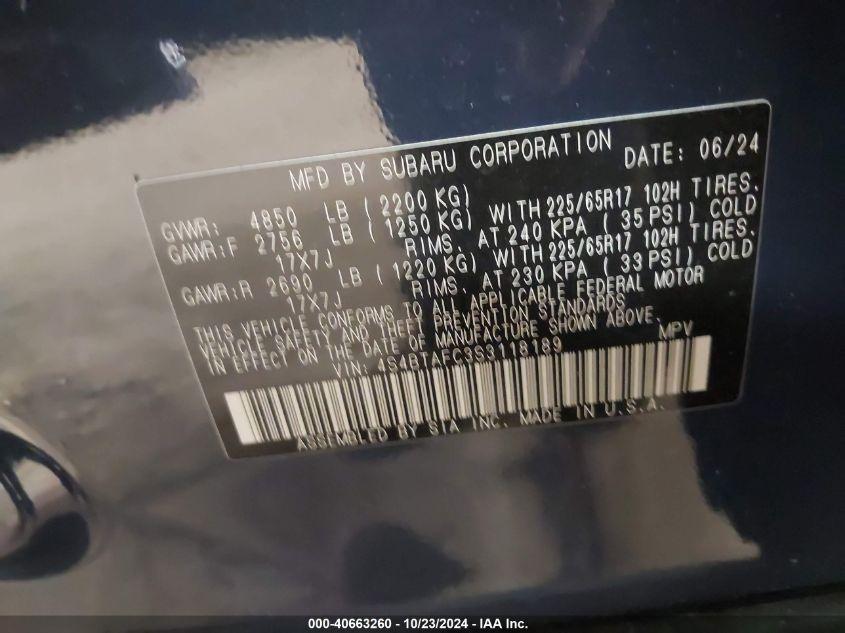 MFD BY SUBARU CORPORATION DATE: 06/24
GVWR: 4850 LB ( 2200 KG)
GAWR:F 2756 LB ( 1250 KG) WITH 225/65R17 102H TIRES.
17X7J RIMS. AT 240 KPA ( 35 PSI) COLD
GAWR:R 2690 LB ( 1220 KG) WITH 225/65R17 102H TIRES.
17X7J RIMS. AT 230 KPA ( 33 PSI) COLD
THIS VEHICLE CONFORMS TO ALL APPLICABLE FEDERAL MOTOR
VEHICLE SAFETY AND THEFT PREVENTION STANDARDS
IN EFFECT ON THE DATE OF MANUFACTURE SHOWN ABOVE.
VIN: 4S4BTAFC3S3118189 MPV
ASSEMBLED BY SIA INC. MADE IN U.S.A.
000-40663260 - 10/23/2024 - IAA Inc.